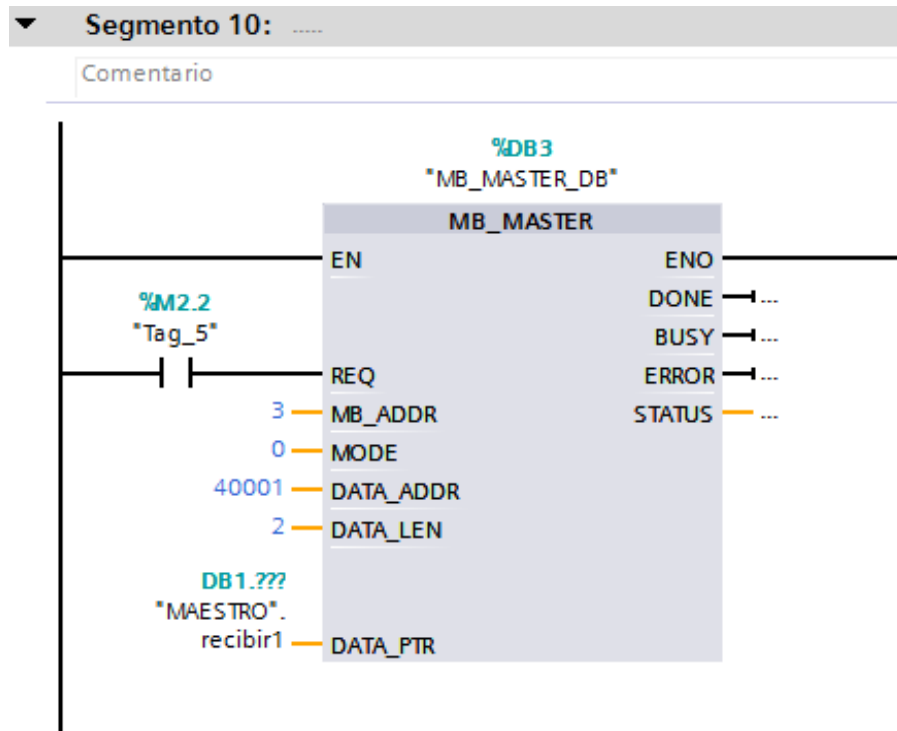 Segmento 10: .....
Comentario
%DB3
"MB_MASTER_DB"
MB_MASTER
EN ENO
%M2.2
"Tag_5"
DONE ...
BUSY ...
REQ ERROR ...
3 MB_ADDR STATUS ...
0 MODE
40001 DATA_ADDR
2 DATA_LEN
DB1.???
"MAESTRO".
recibir1 DATA_PTR